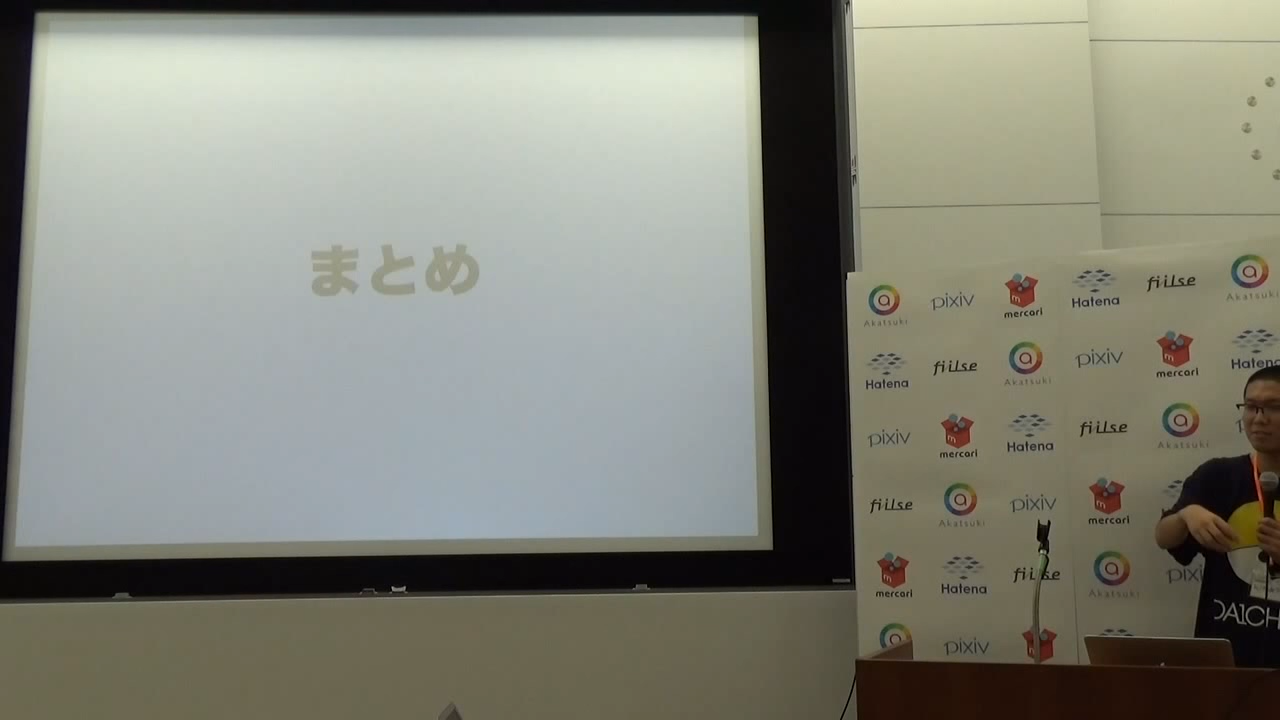 まとめ
Akatsuki pixiv mercari Hatena fiilse Akatsuki
Hatena fiilse Akatsuki pixiv mercari Hatena
pixiv mercari Hatena fiilse Akatsuki
fiilse Akatsuki pixiv mercari
mercari Hatena fiilse Akatsuki pixiv
pixiv
DAICH